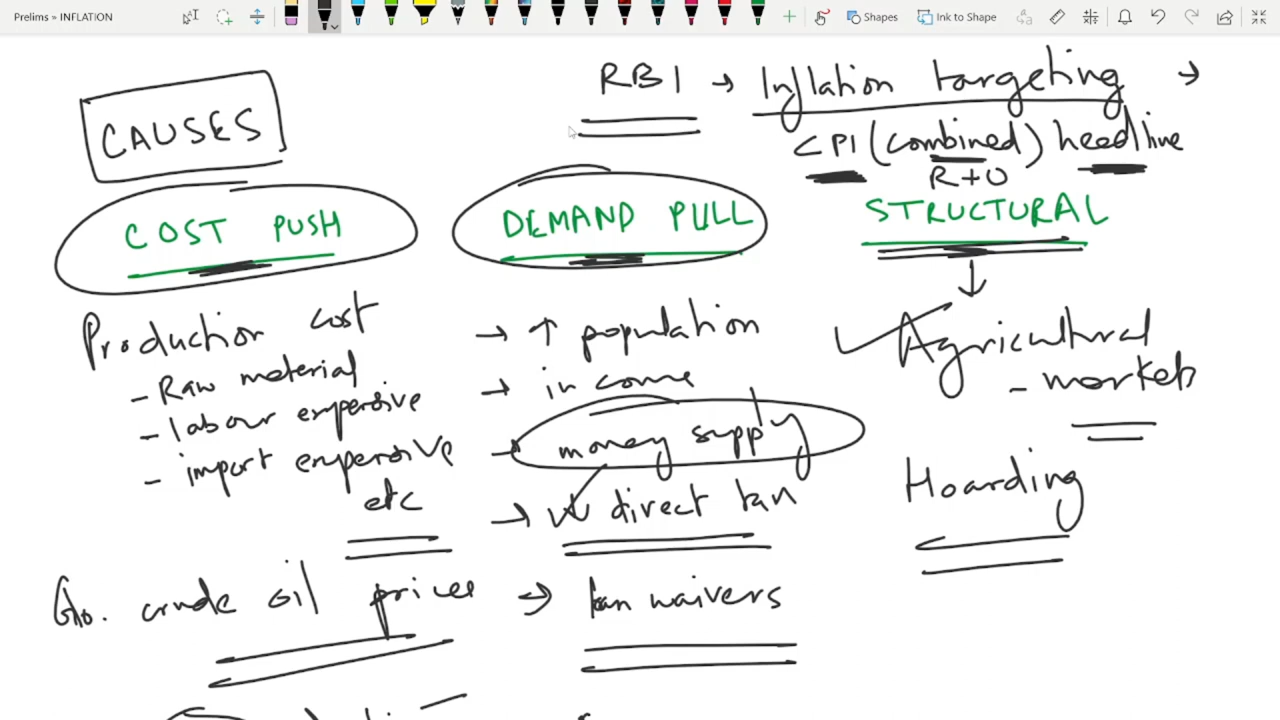 Prelims » INFLATION
Shapes
Ink to Shape
RBI → Inflation targeting →
CPI (combined) headline
R+U
CAUSES
COST PUSH
Production cost
- Raw material
- labour expensive
- import expensive
etc
crude oil prices
DEMAND PULL
→ ↑ population
→ income
→ money supply
→ ↓ direct tax
→ loan waivers
STRUCTURAL
↓
Agricultural
- markets
Hoarding